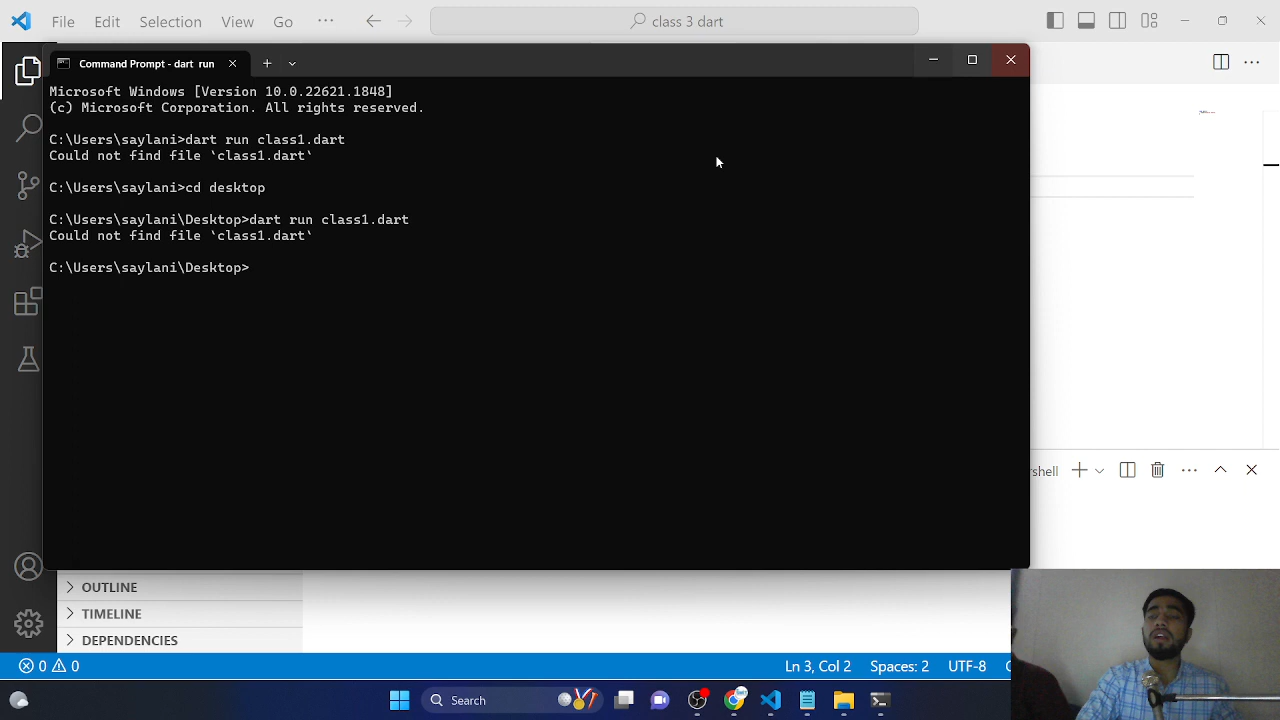 File Edit Selection View Go ... class 3 dart
Command Prompt - dart run
Microsoft Windows [Version 10.0.22621.1848]
(c) Microsoft Corporation. All rights reserved.
C:\Users\saylani>dart run class1.dart
Could not find file `class1.dart`
C:\Users\saylani>cd desktop
C:\Users\saylani\Desktop>dart run class1.dart
Could not find file `class1.dart`
C:\Users\saylani\Desktop>
shell
OUTLINE
TIMELINE
DEPENDENCIES
0 0 Ln 3, Col 2 Spaces: 2 UTF-8
Search